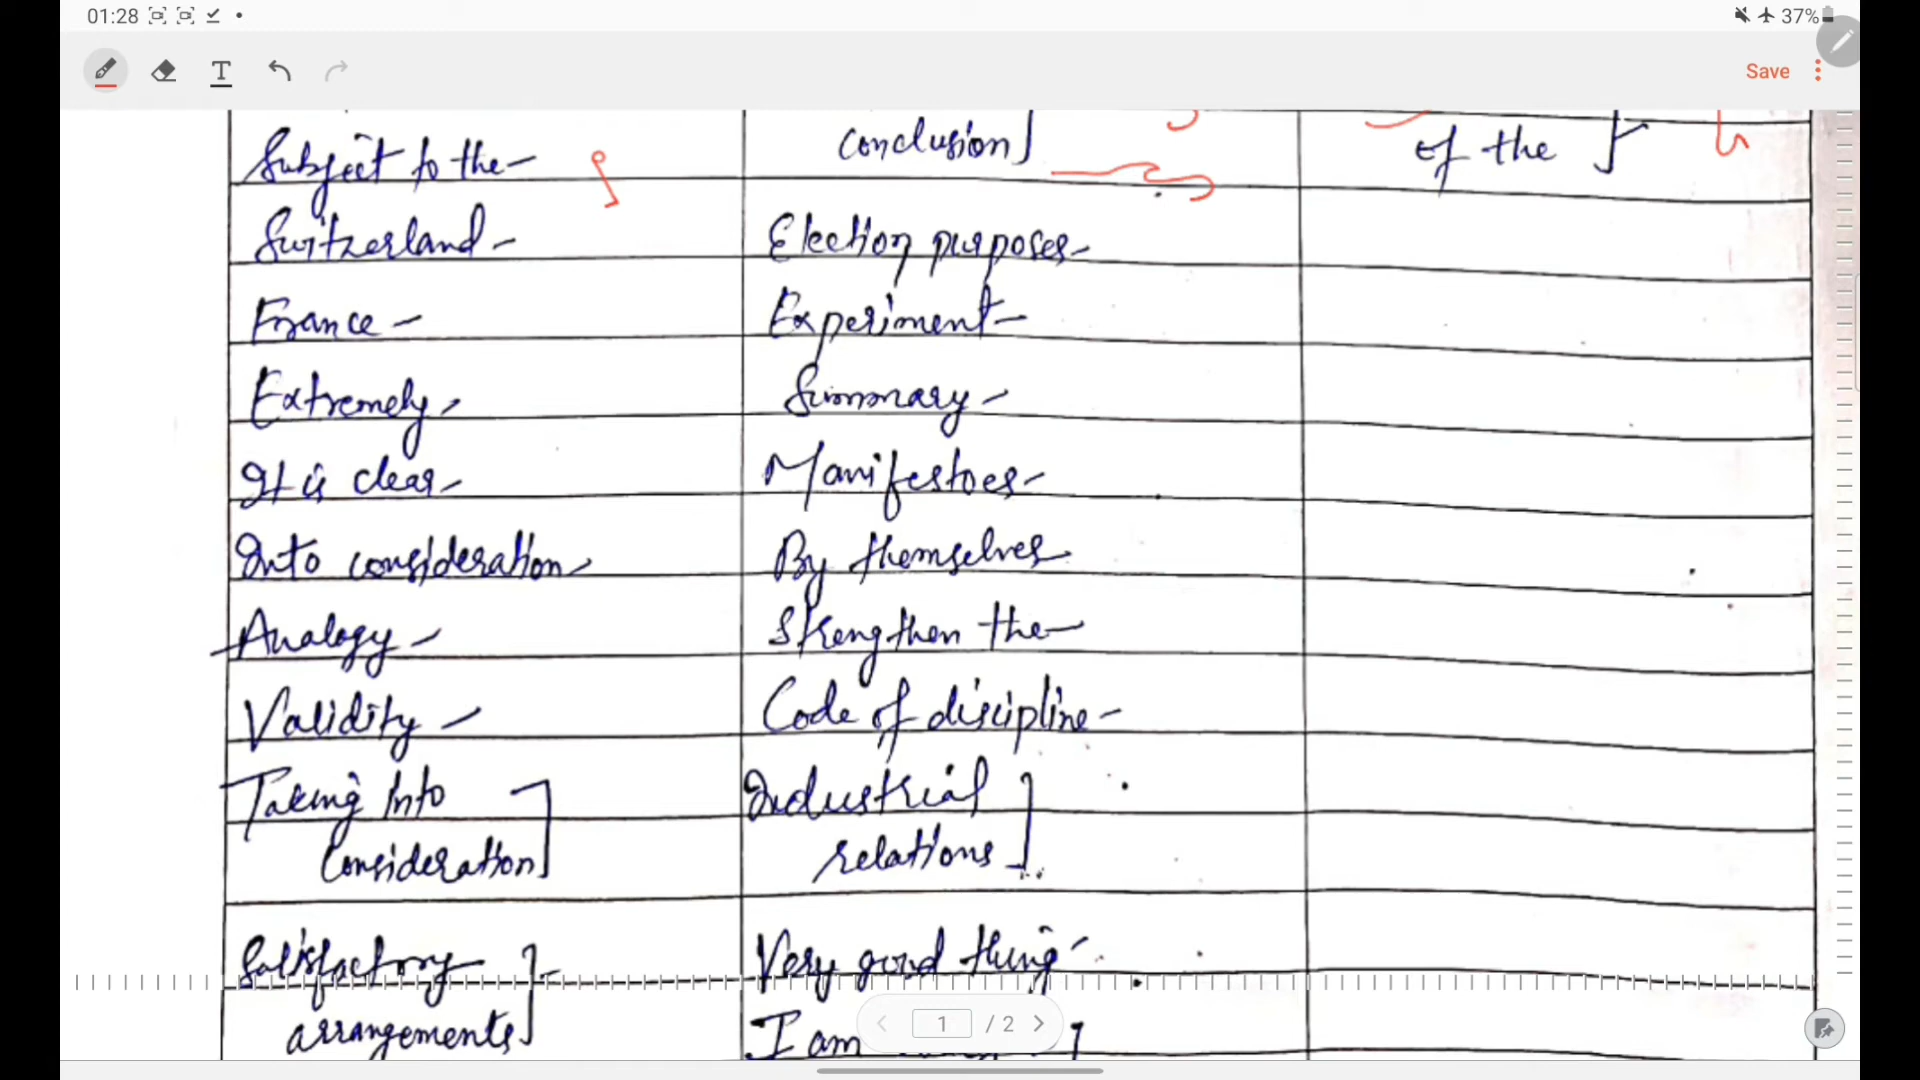 01:28
37%
T
Save
Subject to the-
conclusion]
of the
Switzerland-
Election purposes-
France-
Experiment-
Extremely-
Summary-
It is clear-
Manifestoes-
Into consideration-
By themselves-
Analogy-
Strengthen the-
Validity-
Code of discipline-
Taking into
Consideration]
Industrial
relations]
Satisfactory
arrangements]
Very good thing-
I am
1 / 2